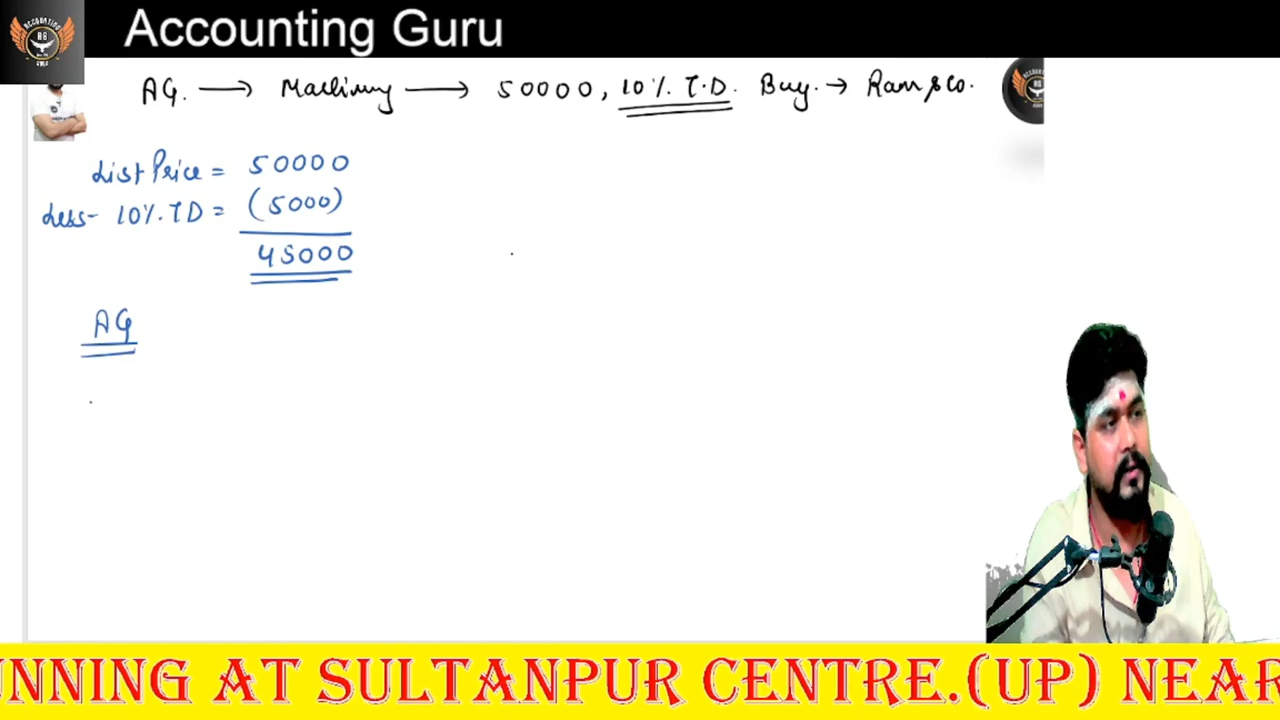 Accounting Guru
AG. → Machinery → 50000, 10% T.D. Buy. → Ram & Co.
List Price = 50000
Less- 10% TD = (5000)
45000
AG
UNNING AT SULTANPUR CENTRE.(UP) NEAR